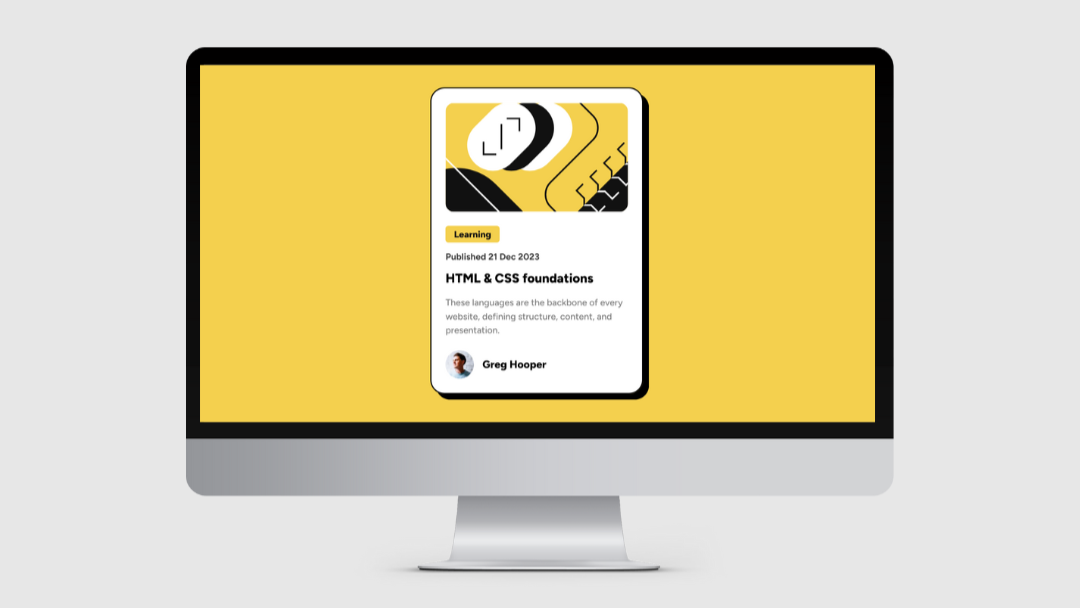 Learning
Published 21 Dec 2023
HTML & CSS foundations
These languages are the backbone of every
website, defining structure, content, and
presentation.
Greg Hooper